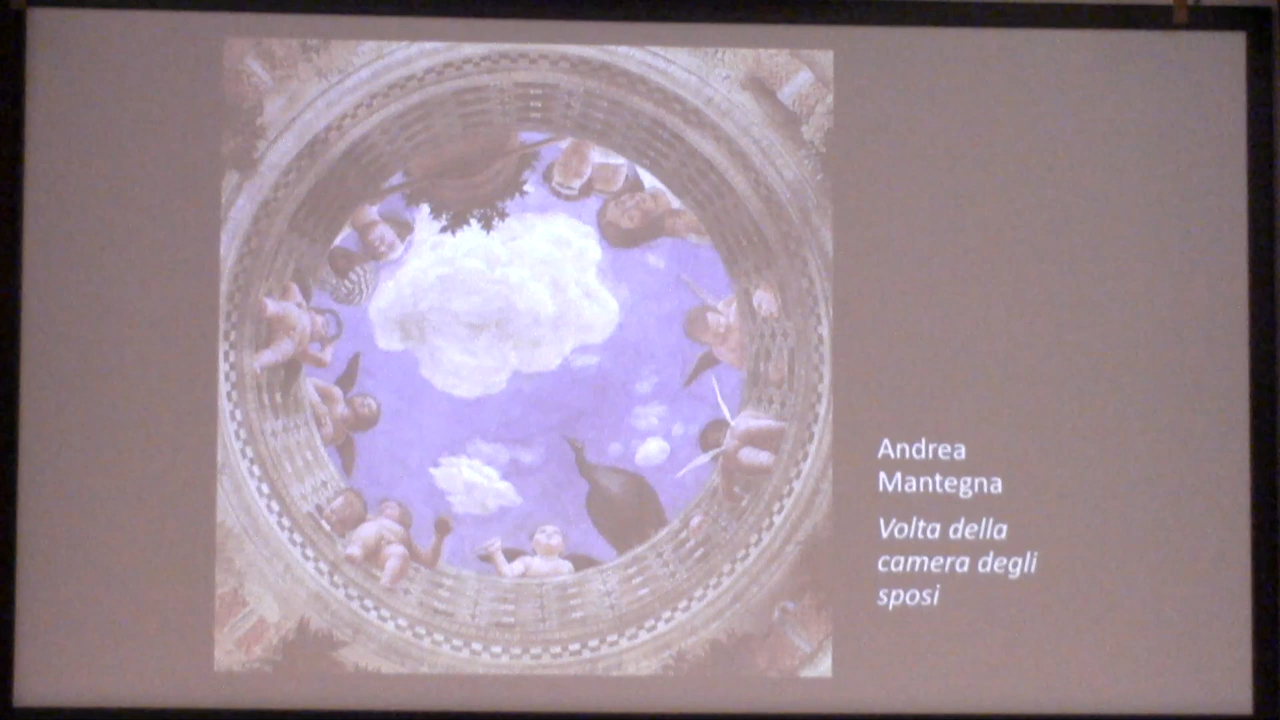 Andrea
Mantegna
Volta della
camera degli
sposi